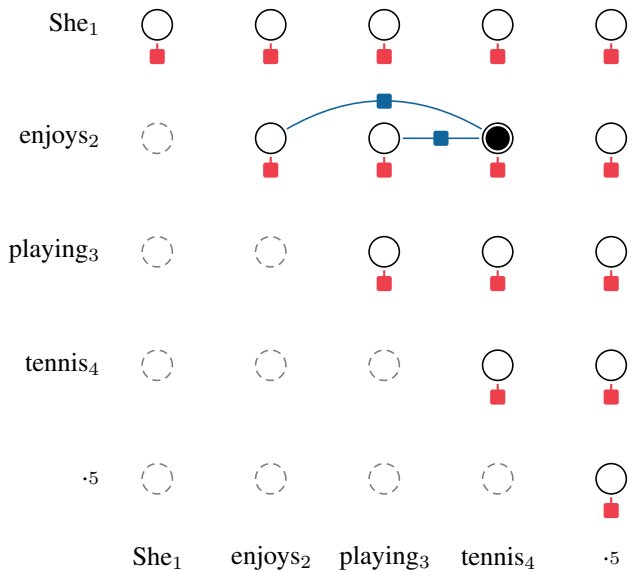 She₁
enjoys₂
playing₃
tennis₄
·₅
She₁ enjoys₂ playing₃ tennis₄ ·₅